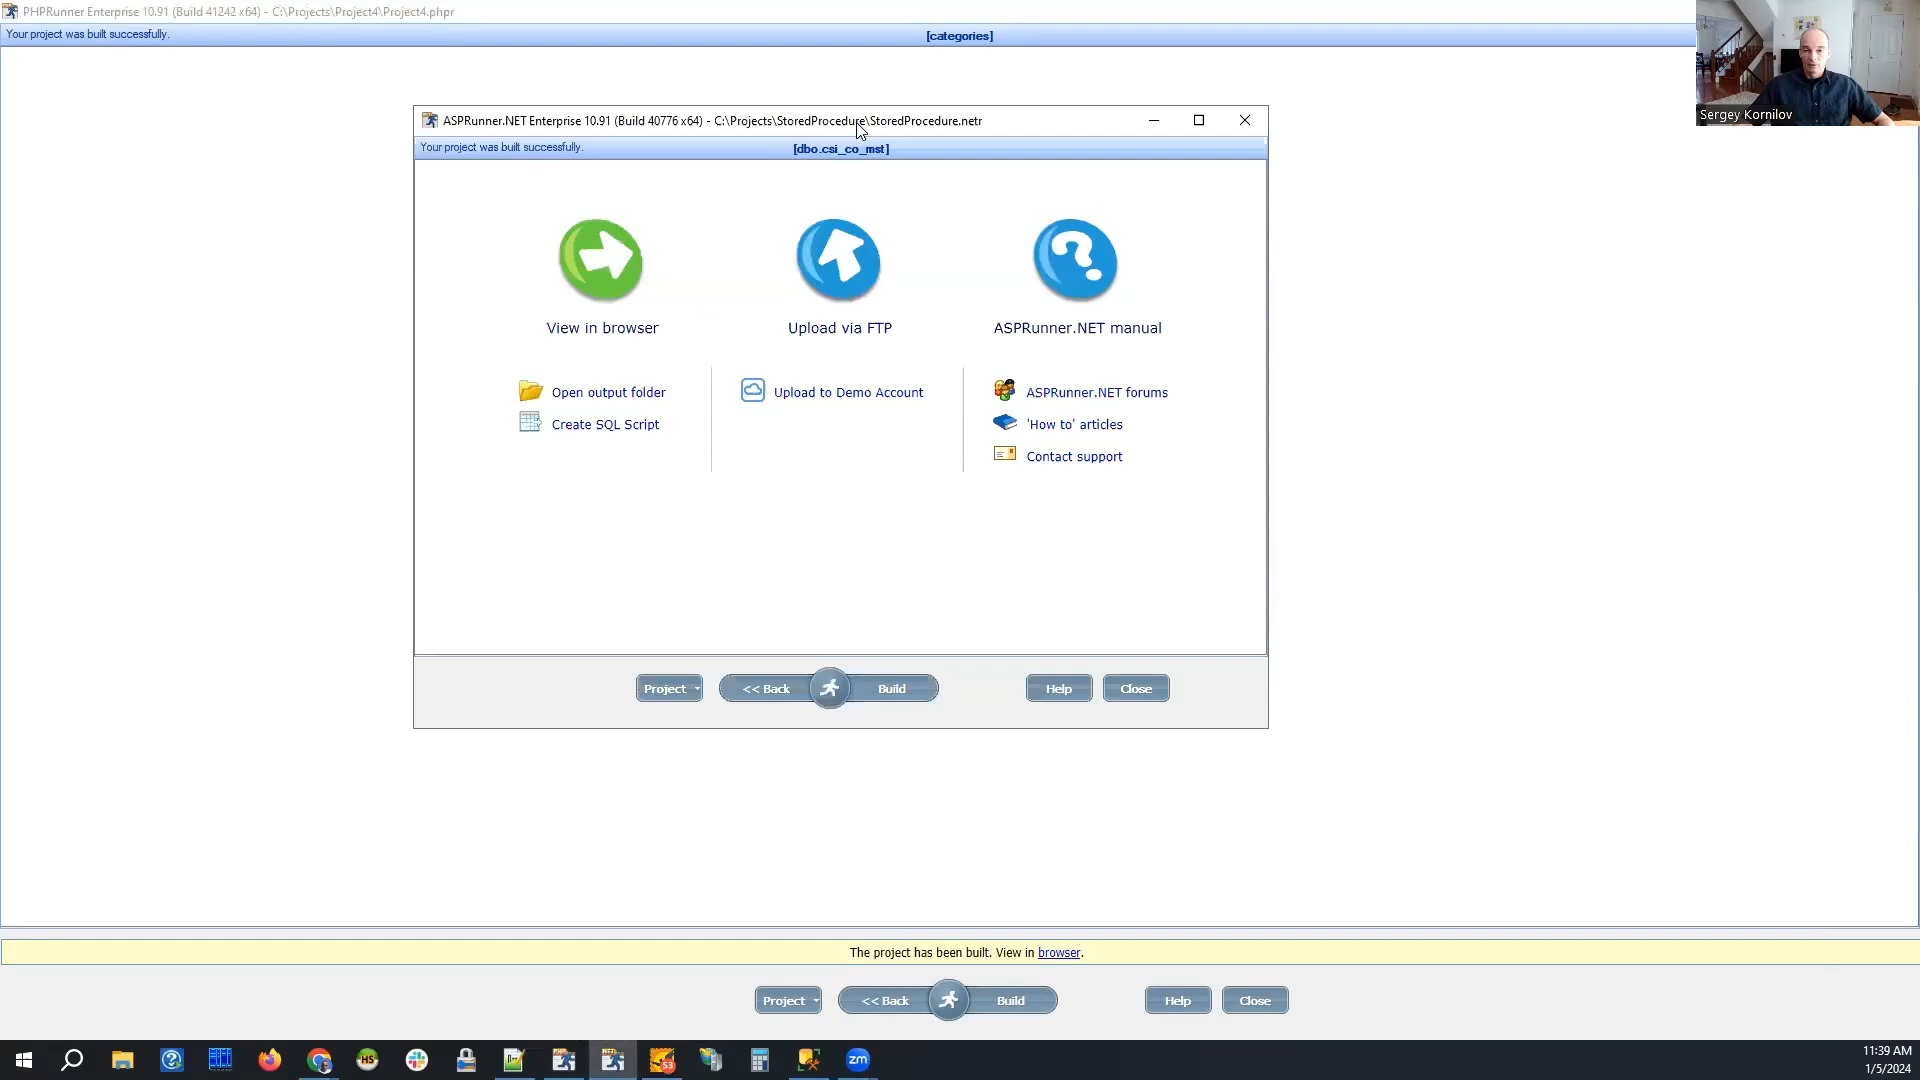 PHPRunner Enterprise 10.91 (Build 41242 x64) - C:\Projects\Project4\Project4.phpr
Your project was built successfully.
[categories]
Sergey Kornilov
ASPRunner.NET Enterprise 10.91 (Build 40776 x64) - C:\Projects\StoredProcedure\StoredProcedure.netr
Your project was built successfully.
[dbo.csi_co_mst]
View in browser
Upload via FTP
ASPRunner.NET manual
Open output folder
Upload to Demo Account
ASPRunner.NET forums
Create SQL Script
'How to' articles
Contact support
Project
<< Back
Build
Help
Close
The project has been built. View in browser.
Project
<< Back
Build
Help
Close
HS
53
zm
11:39 AM
1/5/2024